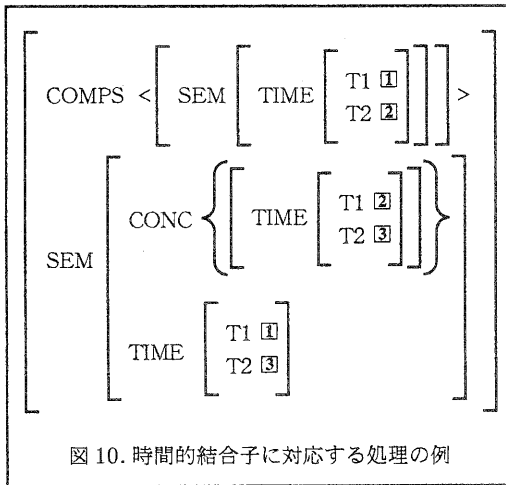 COMPS < SEM TIME T1 1 >
T2 2
SEM CONC { TIME T1 2 }
T2 3
TIME T1 1
T2 3
図 10. 時間的結合子に対応する処理の例